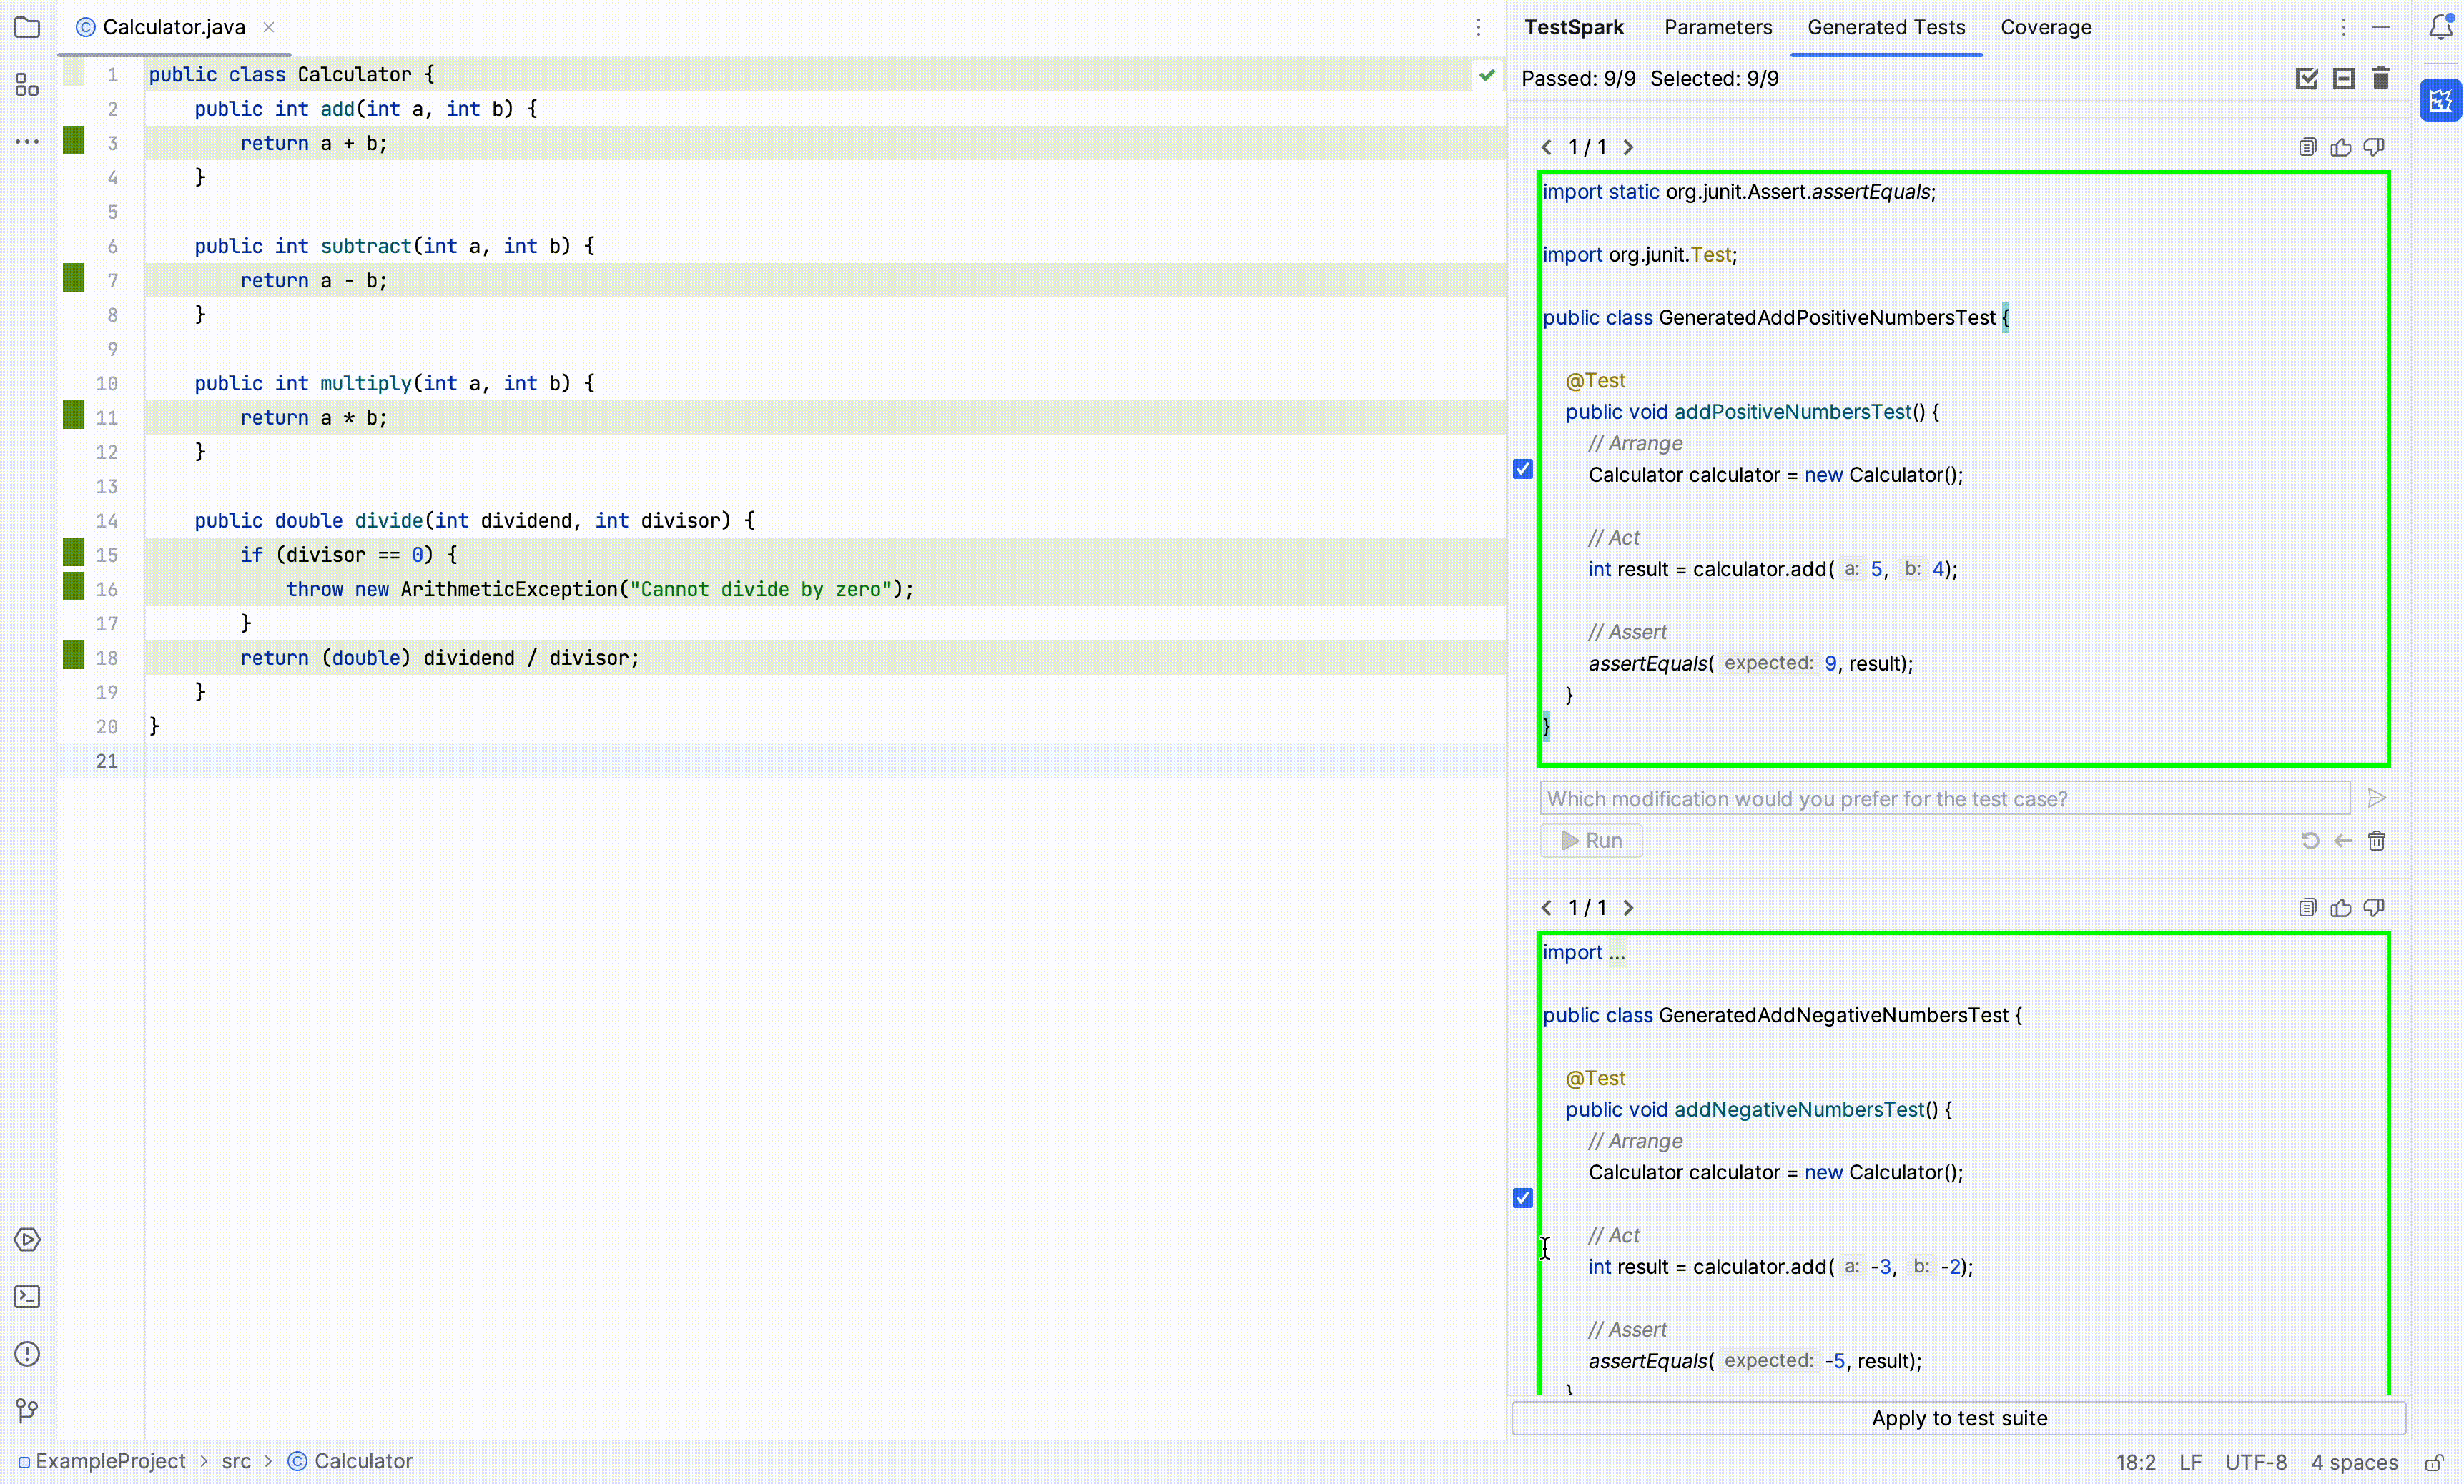 Calculator.java
1 public class Calculator {
2 public int add(int a, int b) {
3 return a + b;
4 }
5
6 public int subtract(int a, int b) {
7 return a - b;
8 }
9
10 public int multiply(int a, int b) {
11 return a * b;
12 }
13
14 public double divide(int dividend, int divisor) {
15 if (divisor == 0) {
16 throw new ArithmeticException("Cannot divide by zero");
17 }
18 return (double) dividend / divisor;
19 }
20 }
21
TestSpark Parameters Generated Tests Coverage
Passed: 9/9 Selected: 9/9
1 / 1
import static org.junit.Assert.assertEquals;
import org.junit.Test;
public class GeneratedAddPositiveNumbersTest {
@Test
public void addPositiveNumbersTest() {
// Arrange
Calculator calculator = new Calculator();
// Act
int result = calculator.add( a: 5, b: 4);
// Assert
assertEquals( expected: 9, result);
}
}
Which modification would you prefer for the test case?
Run
1 / 1
import ...
public class GeneratedAddNegativeNumbersTest {
@Test
public void addNegativeNumbersTest() {
// Arrange
Calculator calculator = new Calculator();
// Act
int result = calculator.add( a: -3, b: -2);
// Assert
assertEquals( expected: -5, result);
}
Apply to test suite
ExampleProject > src > Calculator
18:2 LF UTF-8 4 spaces